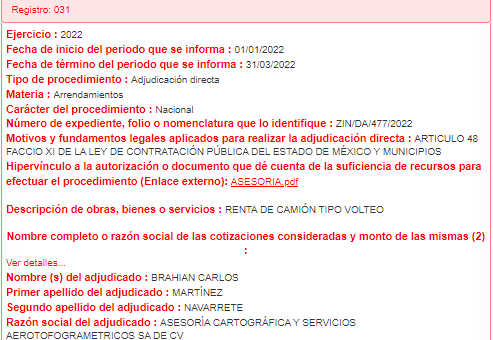 Registro: 031
Ejercicio : 2022
Fecha de inicio del periodo que se informa : 01/01/2022
Fecha de término del periodo que se informa : 31/03/2022
Tipo de procedimiento : Adjudicación directa
Materia : Arrendamientos
Carácter del procedimiento : Nacional
Número de expediente, folio o nomenclatura que lo identifique : ZIN/DA/477/2022
Motivos y fundamentos legales aplicados para realizar la adjudicación directa : ARTICULO 48
FACCIO XI DE LA LEY DE CONTRATACIÓN PÚBLICA DEL ESTADO DE MÉXICO Y MUNICIPIOS
Hipervínculo a la autorización o documento que dé cuenta de la suficiencia de recursos para
efectuar el procedimiento (Enlace externo): ASESORIA.pdf
Descripción de obras, bienes o servicios : RENTA DE CAMIÓN TIPO VOLTEO
Nombre completo o razón social de las cotizaciones consideradas y monto de las mismas (2)
:
Ver detalles...
Nombre (s) del adjudicado : BRAHIAN CARLOS
Primer apellido del adjudicado : MARTÍNEZ
Segundo apellido del adjudicado : NAVARRETE
Razón social del adjudicado : ASESORÍA CARTOGRÁFICA Y SERVICIOS
AEROTOFOGRAMETRICOS SA DE CV